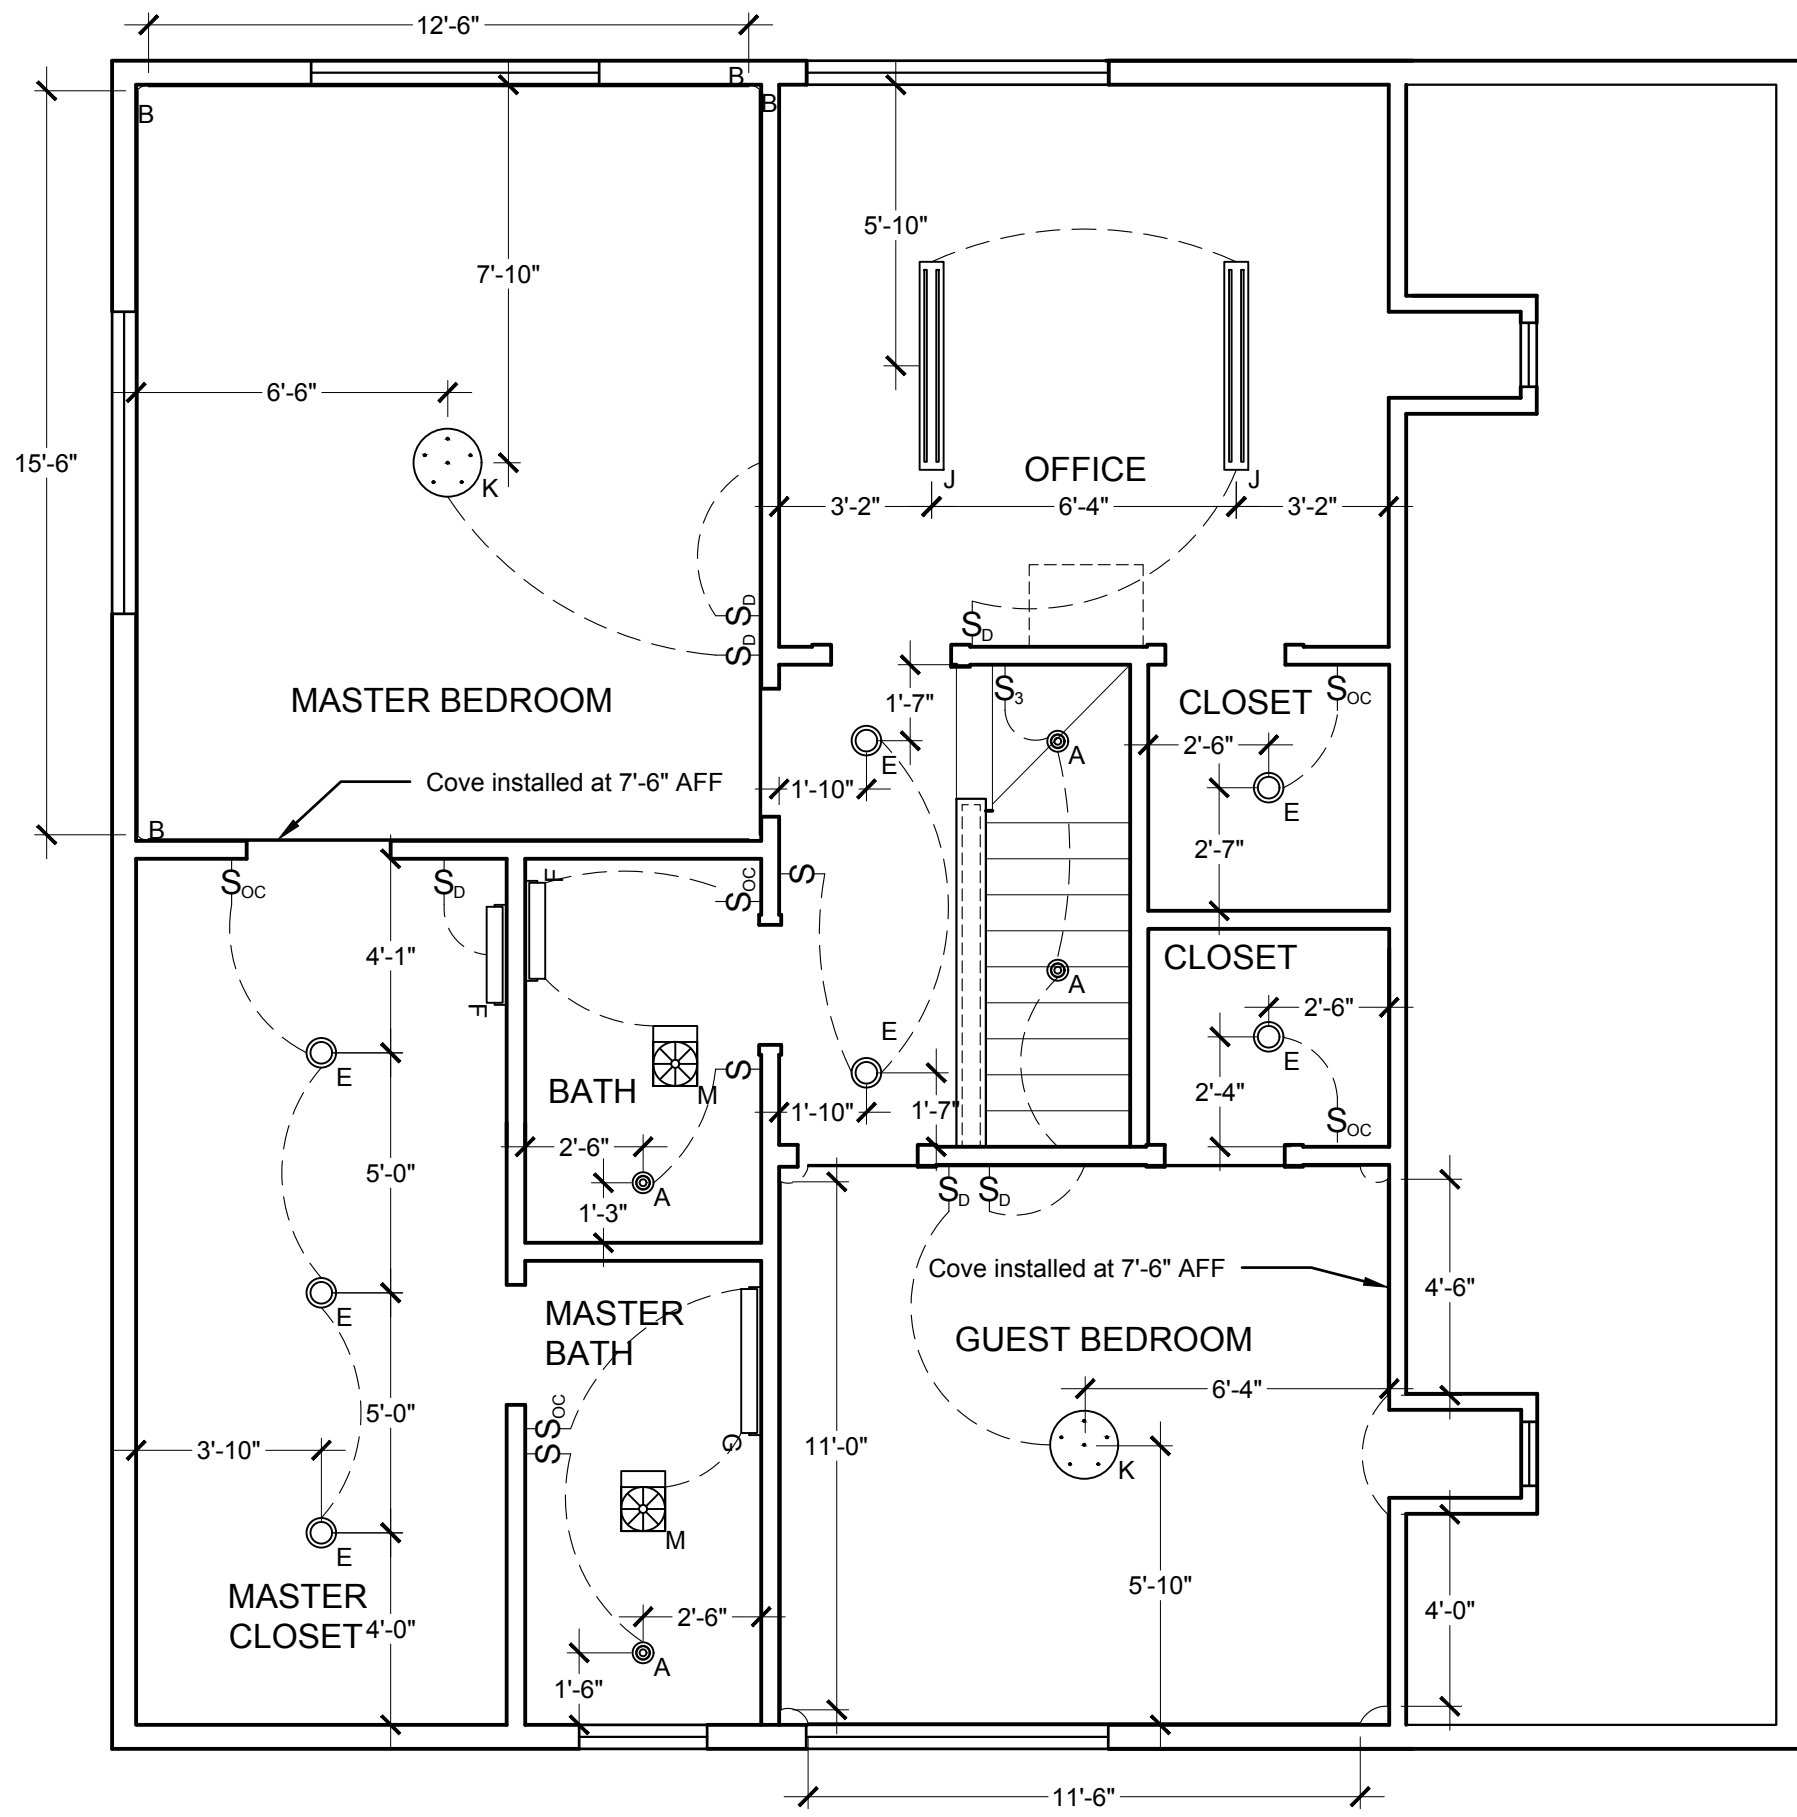 12'-6"
B
B
B
5'-10"
7'-10"
6'-6"
15'-6"
K
OFFICE
J
J
3'-2"
6'-4"
3'-2"
SD
SD
SD
MASTER BEDROOM
1'-7"
S3
CLOSET
SOC
2'-6"
A
E
Cove installed at 7'-6" AFF
1'-10"
E
B
2'-7"
SOC
SD
F
SOC
S
4'-1"
CLOSET
A
F
2'-6"
E
E
E
BATH
M
S
2'-4"
1'-10"
1'-7"
SOC
2'-6"
5'-0"
A
1'-3"
SD
SD
Cove installed at 7'-6" AFF
4'-6"
E
MASTER
BATH
GUEST BEDROOM
6'-4"
5'-0"
SOC
S
G
3'-10"
11'-0"
K
M
E
5'-10"
MASTER
CLOSET
4'-0"
2'-6"
4'-0"
A
1'-6"
11'-6"